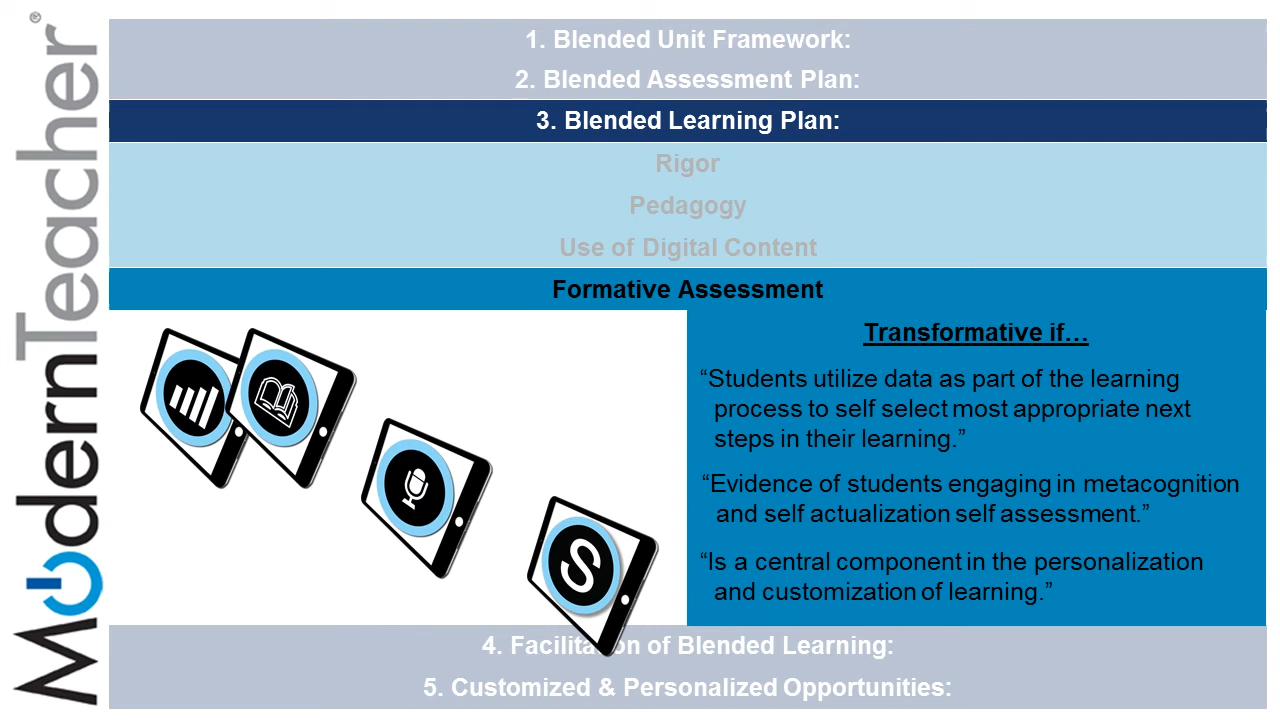 ModernTeacher®
1. Blended Unit Framework:
2. Blended Assessment Plan:
3. Blended Learning Plan:
Rigor
Pedagogy
Use of Digital Content
Formative Assessment
Transformative if…
“Students utilize data as part of the learning
process to self select most appropriate next
steps in their learning.”
“Evidence of students engaging in metacognition
and self actualization self assessment.”
“Is a central component in the personalization
and customization of learning.”
S
4. Facilitation of Blended Learning:
5. Customized & Personalized Opportunities: